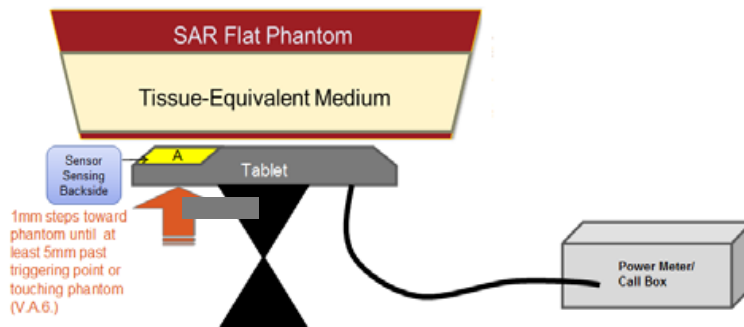 SAR Flat Phantom
Tissue-Equivalent Medium
Sensor
Sensing
Backside
A
Tablet
1mm steps toward
phantom until at
least 5mm past
triggering point or
touching phantom
(V.A.6.)
Power Meter/
Call Box